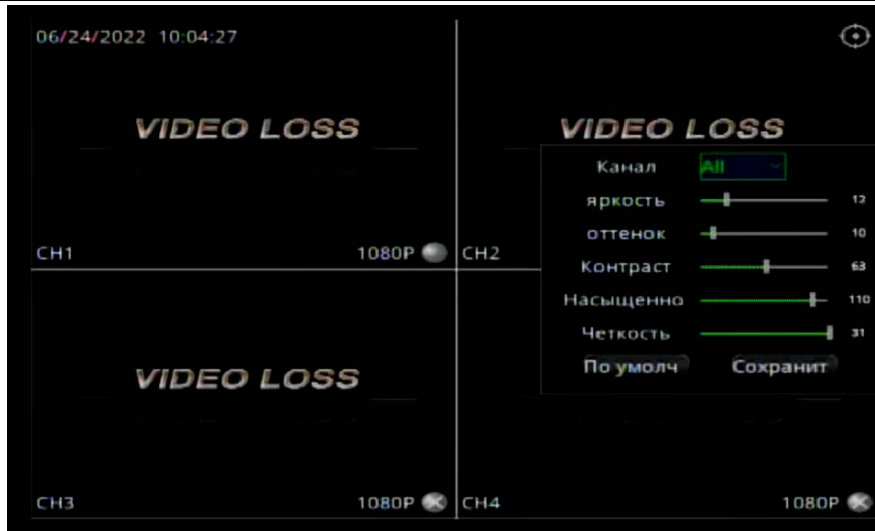 06/24/2022 10:04:27
VIDEO LOSS
VIDEO LOSS
Канал All
яркость 12
оттенок 10
Контраст 63
Насыщенно 110
Четкость 31
По умолч Сохранит
CH1 1080P
CH2
VIDEO LOSS
CH3 1080P
CH4 1080P